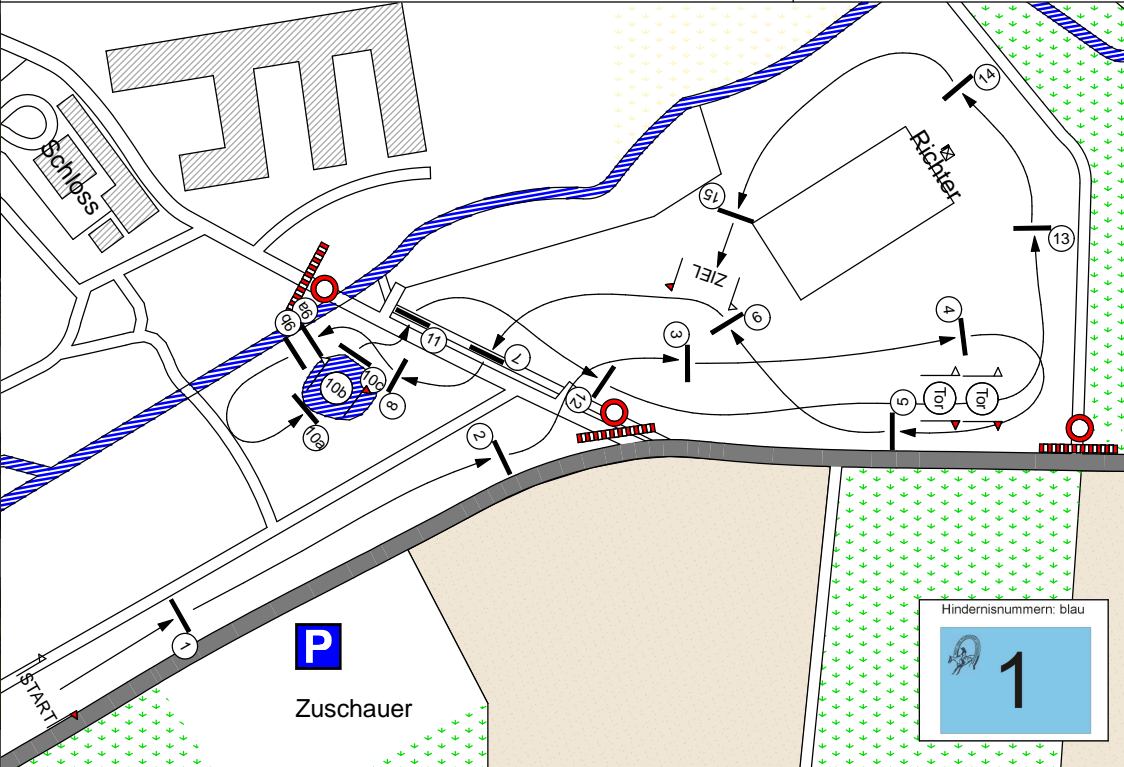 Schloss
Richter
14
15
13
ZIEL
9a
9b
6
4
3
11
7
10c
10b
8
12
5
Tor
Tor
10a
2
1
START
P
Zuschauer
Hindernisnummern: blau
1